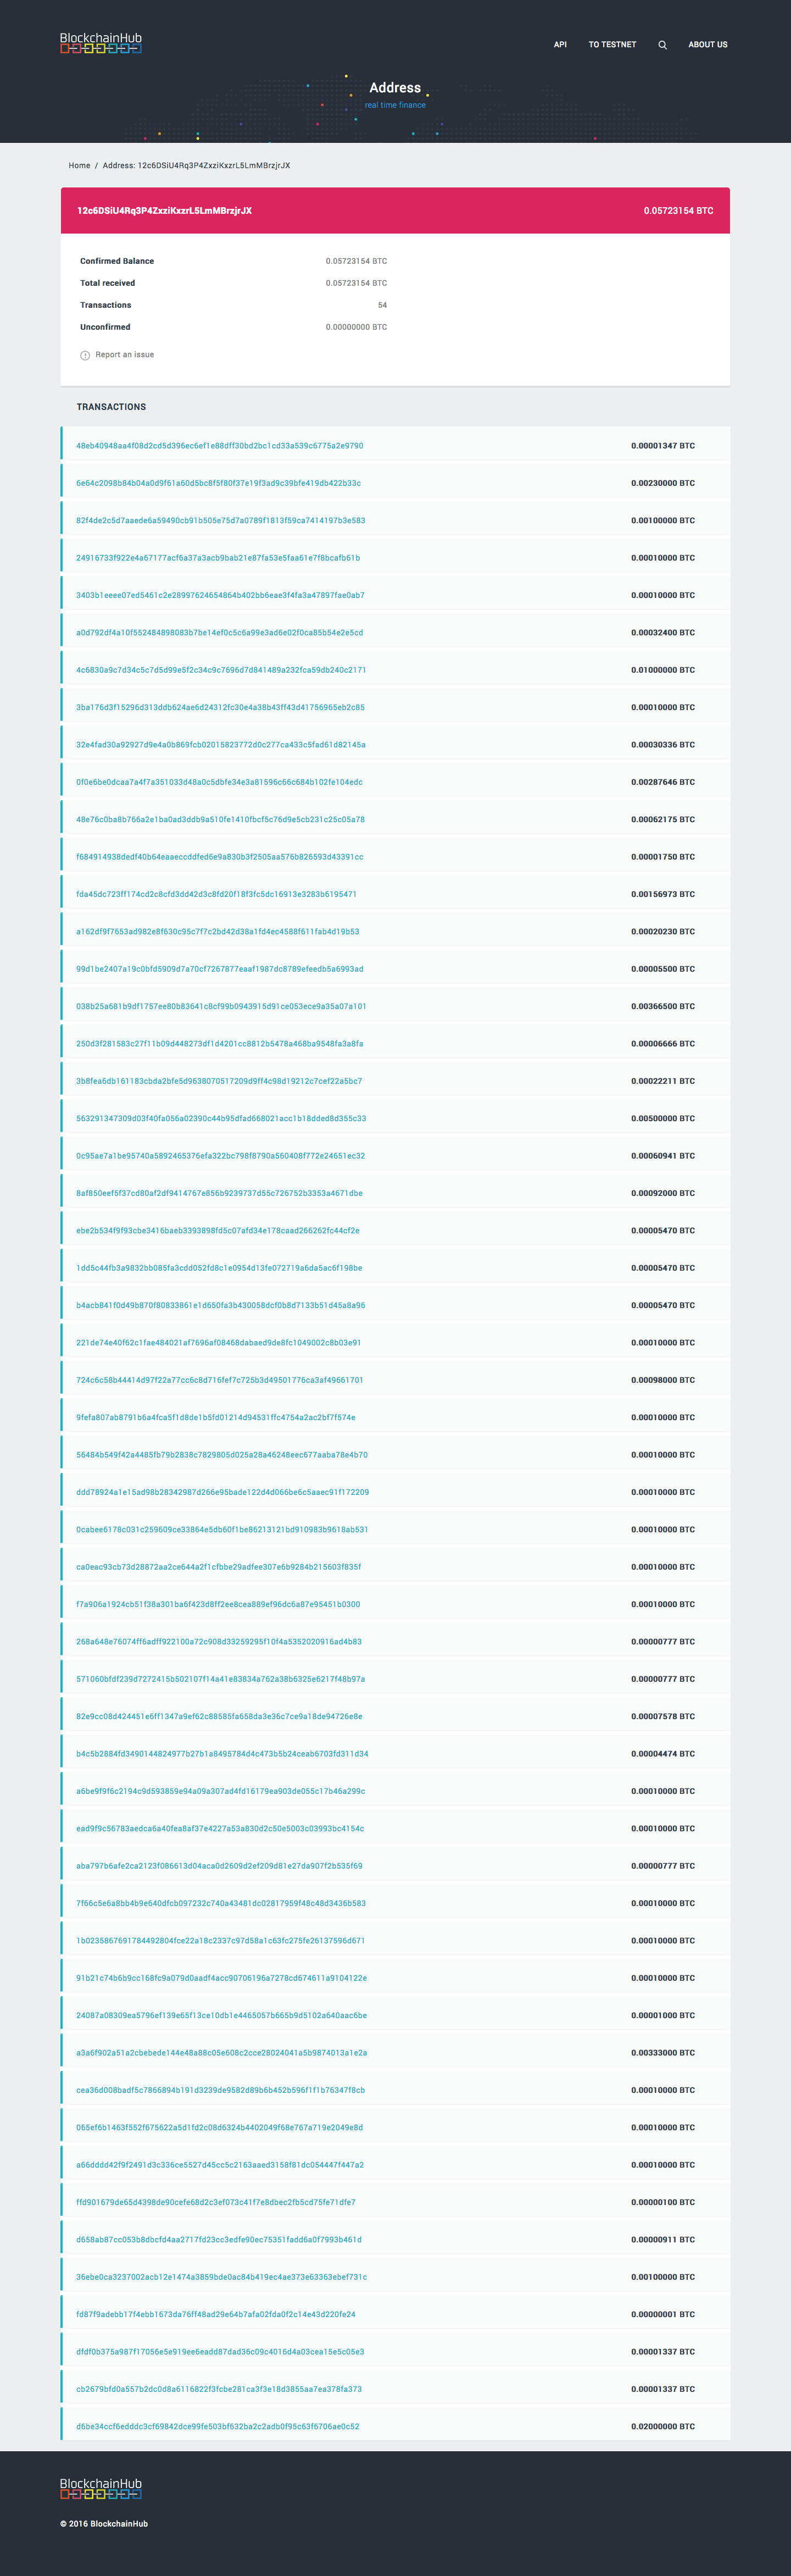 BlockchainHub
API TO TESTNET ABOUT US
Address
real time finance
Home / Address: 12c6DSiU4Rq3P4ZxziKxzrL5LmMBrzjrJX
12c6DSiU4Rq3P4ZxziKxzrL5LmMBrzjrJX 0.05723154 BTC
Confirmed Balance 0.05723154 BTC
Total received 0.05723154 BTC
Transactions 54
Unconfirmed 0.00000000 BTC
Report an issue
TRANSACTIONS
48eb40948aa4f08d2cd5d396ec6ef1e88dff30bd2bc1cd33a539c6775a2e9790 0.00001347 BTC
6e64c2098b84b04a0d9f61a60d5bc8f5f80f37e19f3ad9c39bfe419db422b33c 0.00230000 BTC
82f4de2c5d7aaede6a59490cb91b505e75d7a0789f1813f59ca7414197b3e583 0.00100000 BTC
24916733f922e4a67177acf6a37a3acb9bab21e87fa53e5faa61e7f8bcafb61b 0.00010000 BTC
3403b1eeee07ed5461c2e28997624654864b402bb6eae3f4fa3a47897fae0ab7 0.00010000 BTC
a0d792df4a10f552484898083b7be14ef0c5c6a99e3ad6e02f0ca85b54e2e5cd 0.00032400 BTC
4c6830a9c7d34c5c7d5d99e5f2c34c9c7696d7d841489a232fca59db240c2171 0.01000000 BTC
3ba176d3f15296d313ddb624ae6d24312fc30e4a38b43ff43d41756965eb2c85 0.00010000 BTC
32e4fad30a92927d9e4a0b869fcb02015823772d0c277ca433c5fad61d82145a 0.00030336 BTC
0f0e6be0dcaa7a4f7a351033d48a0c5dbfe34e3a81596c66c684b102fe104edc 0.00287646 BTC
48e76c0ba8b766a2e1ba0ad3ddb9a510fe1410fbcf5c76d9e5cb231c25c05a78 0.00062175 BTC
f684914938dedf40b64eaaeccddfed6e9a830b3f2505aa576b826593d43391cc 0.00001750 BTC
fda45dc723ff174cd2c8cfd3dd42d3c8fd20f18f3fc5dc16913e3283b6195471 0.00156973 BTC
a162df9f7653ad982e8f630c95c7f7c2bd42d38a1fd4ec4588f611fab4d19b53 0.00020230 BTC
99d1be2407a19c0bfd5909d7a70cf7267877eaaf1987dc8789efeedb5a6993ad 0.00005500 BTC
038b25a681b9df1757ee80b83641c8cf99b0943915d91ce053ece9a35a07a101 0.00366500 BTC
250d3f281583c27f11b09d448273df1d4201cc8812b5478a468ba9548fa3a8fa 0.00006666 BTC
3b8fea6db161183cbda2bfe5d9638070517209d9ff4c98d19212c7cef22a5bc7 0.00022211 BTC
563291347309d03f40fa056a02390c44b95dfad668021acc1b18dded8d355c33 0.00500000 BTC
0c95ae7a1be95740a5892465376efa322bc798f8790a560408f772e24651ec32 0.00060941 BTC
8af850eef5f37cd80af2df9414767e856b9239737d55c726752b3353a4671dbe 0.00092000 BTC
ebe2b534f9f93cbe3416baeb3393898fd5c07afd34e178caad266262fc44cf2e 0.00005470 BTC
1dd5c44fb3a9832bb085fa3cdd052fd8c1e0954d13fe072719a6da5ac6f198be 0.00005470 BTC
b4acb841f0d49b870f80833861e1d650fa3b430058dcf0b8d7133b51d45a8a96 0.00005470 BTC
221de74e40f62c1fae484021af7696af08468dabaed9de8fc1049002c8b03e91 0.00010000 BTC
724c6c58b44414d97f22a77cc6c8d716fef7c725b3d49501776ca3af49661701 0.00098000 BTC
9fefa807ab8791b6a4fca5f1d8de1b5fd01214d94531ffc4754a2ac2bf7f574e 0.00010000 BTC
56484b549f42a4485fb79b2838c7829805d025a28a46248eec677aaba78e4b70 0.00010000 BTC
ddd78924a1e15ad98b28342987d266e95bade122d4d066be6c5aaec91f172209 0.00010000 BTC
0cabee6178c031c259609ce33864e5db60f1be86213121bd910983b9618ab531 0.00010000 BTC
ca0eac93cb73d28872aa2ce644a2f1cfbbe29adfee307e6b9284b215603f835f 0.00010000 BTC
f7a906a1924cb51f38a301ba6f423d8ff2ee8cea889ef96dc6a87e95451b0300 0.00010000 BTC
268a648e76074ff6adff922100a72c908d33259295f10f4a5352020916ad4b83 0.00000777 BTC
571060bfdf239d7272415b502107f14a41e83834a762a38b6325e6217f48b97a 0.00000777 BTC
82e9cc08d424451e6ff1347a9ef62c88585fa658da3e36c7ce9a18de94726e8e 0.00007578 BTC
b4c5b2884fd3490144824977b27b1a8495784d4c473b5b24ceab6703fd311d34 0.00004474 BTC
a6be9f9f6c2194c9d593859e94a09a307ad4fd16179ea903de055c17b46a299c 0.00010000 BTC
ead9f9c56783aedca6a40fea8af37e4227a53a830d2c50e5003c03993bc4154c 0.00010000 BTC
aba797b6afe2ca2123f086613d04aca0d2609d2ef209d81e27da907f2b535f69 0.00000777 BTC
7f66c5e6a8bb4b9e640dfcb097232c740a43481dc02817959f48c48d3436b583 0.00010000 BTC
1b0235867691784492804fce22a18c2337c97d58a1c63fc275fe26137596d671 0.00010000 BTC
91b21c74b6b9cc168fc9a079d0aadf4acc90706196a7278cd674611a9104122e 0.00010000 BTC
24087a08309ea5796ef139e65f13ce10db1e4465057b665b9d5102a640aac6be 0.00001000 BTC
a3a6f902a51a2cbebede144e48a88c05e608c2cce28024041a5b9874013a1e2a 0.00333000 BTC
cea36d008badf5c7866894b191d3239de9582d89b6b452b596f1f1b76347f8cb 0.00010000 BTC
065ef6b1463f552f675622a5d1fd2c08d6324b4402049f68e767a719e2049e8d 0.00010000 BTC
a66dddd42f9f2491d3c336ce5527d45cc5c2163aaed3158f81dc054447f447a2 0.00010000 BTC
ffd901679de65d4398de90cefe68d2c3ef073c41f7e8dbec2fb5cd75fe71dfe7 0.00000100 BTC
d658ab87cc053b8dbcfd4aa2717fd23cc3edfe90ec75351fadd6a0f7993b461d 0.00000911 BTC
36ebe0ca3237002acb12e1474a3859bde0ac84b419ec4ae373e63363ebef731c 0.00100000 BTC
fd87f9adebb17f4ebb1673da76ff48ad29e64b7afa02fda0f2c14e43d220fe24 0.00000001 BTC
dfdf0b375a987f17056e5e919ee6eadd87dad36c09c4016d4a03cea15e5c05e3 0.00001337 BTC
cb2679bfd0a557b2dc0d8a6116822f3fcbe281ca3f3e18d3855aa7ea378fa373 0.00001337 BTC
d6be34ccf6edddc3cf69842dce99fe503bf632ba2c2adb0f95c63f6706ae0c52 0.02000000 BTC
BlockchainHub
© 2016 BlockchainHub